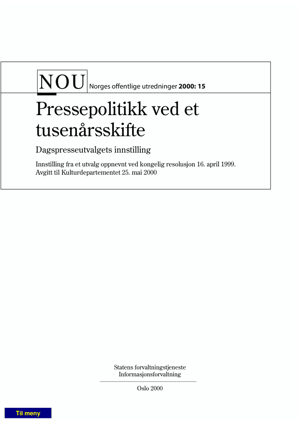 NOU Norges offentlige utredninger 2000: 15
Pressepolitikk ved et
tusenårsskifte
Dagspresseutvalgets innstilling
Innstilling fra et utvalg oppnevnt ved kongelig resolusjon 16. april 1999.
Avgitt til Kulturdepartementet 25. mai 2000
Statens forvaltningstjeneste
Informasjonsforvaltning
Oslo 2000
Til meny